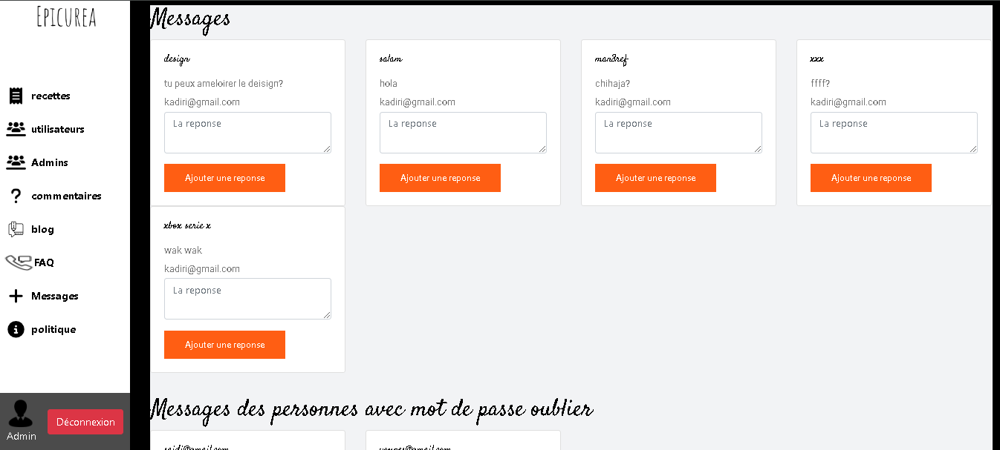 EPICUREA
recettes
utilisateurs
Admins
commentaires
blog
FAQ
Messages
politique
Admin
Déconnexion
Messages
design
tu peux ameloirer le deisign?
kadiri@gmail.com
La reponse
Ajouter une reponse
salam
hola
kadiri@gmail.com
La reponse
Ajouter une reponse
man3ref
chihaja?
kadiri@gmail.com
La reponse
Ajouter une reponse
xxx
ffff?
kadiri@gmail.com
La reponse
Ajouter une reponse
xbox serie x
wak wak
kadiri@gmail.com
La reponse
Ajouter une reponse
Messages des personnes avec mot de passe oublier